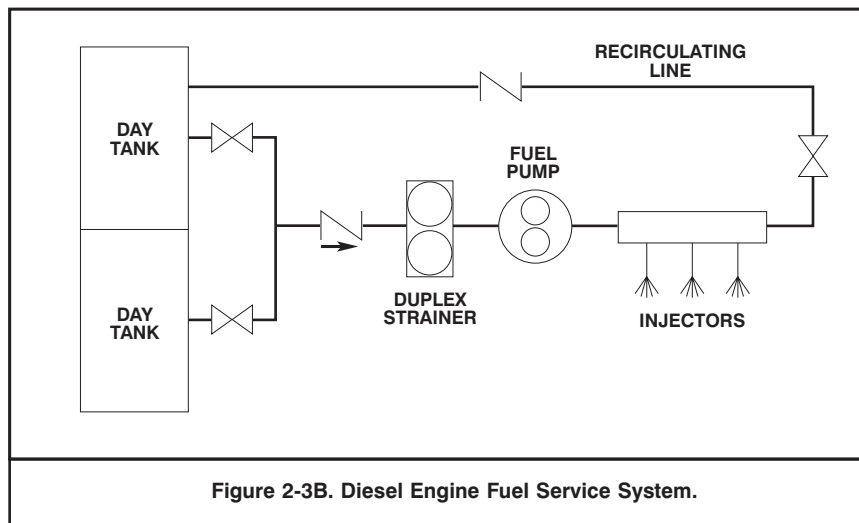 RECIRCULATING
LINE
DAY
TANK
FUEL
PUMP
DUPLEX
STRAINER
INJECTORS
DAY
TANK
Figure 2-3B. Diesel Engine Fuel Service System.